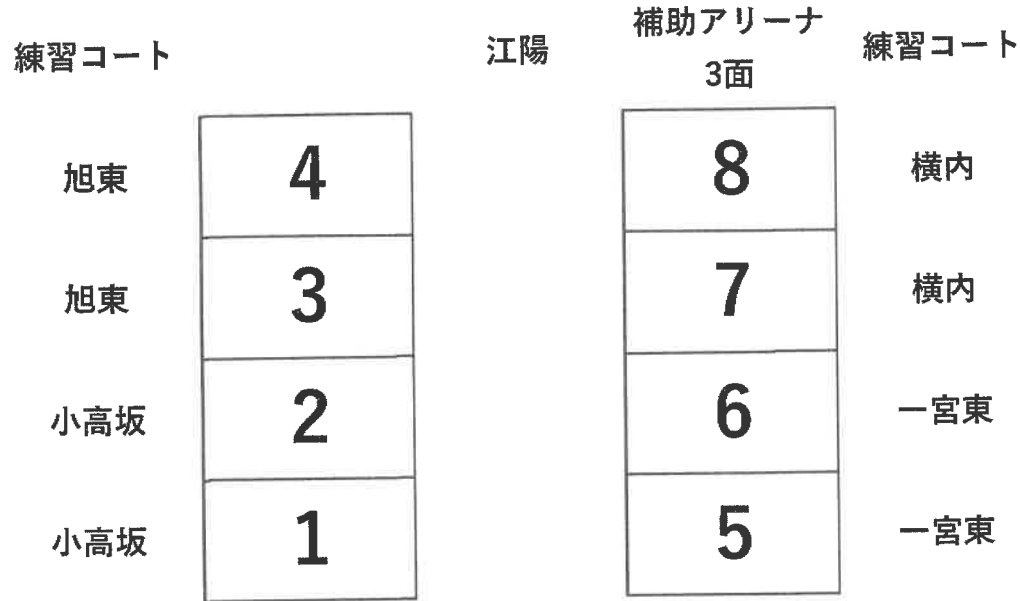 練習コート 江陽 補助アリーナ 練習コート
3面
旭東 4 8 横内
旭東 3 7 横内
小高坂 2 6 一宮東
小高坂 1 5 一宮東